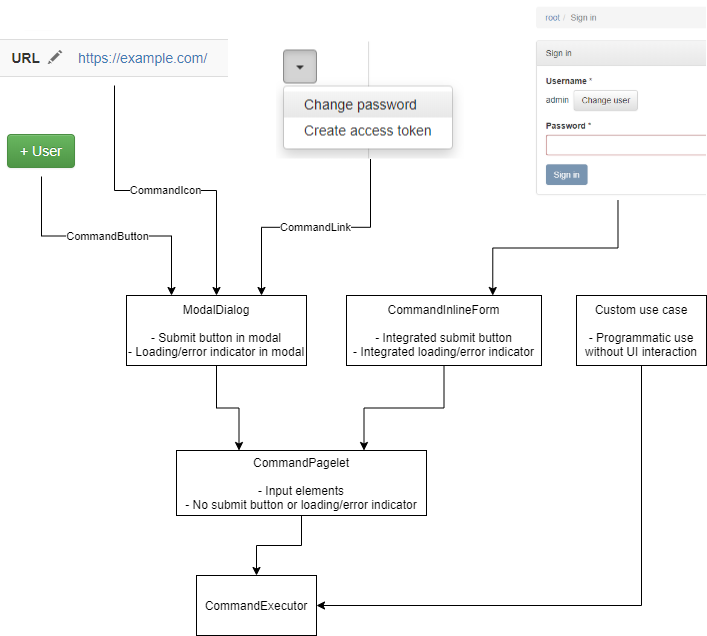 root / Sign in
Sign in
URL https://example.com/
Username *
admin Change user
Change password
Create access token
Password *
+ User
Sign in
CommandIcon
CommandButton
CommandLink
ModalDialog
- Submit button in modal
- Loading/error indicator in modal
CommandInlineForm
- Integrated submit button
- Integrated loading/error indicator
Custom use case
- Programmatic use
without UI interaction
CommandPagelet
- Input elements
- No submit button or loading/error indicator
CommandExecutor